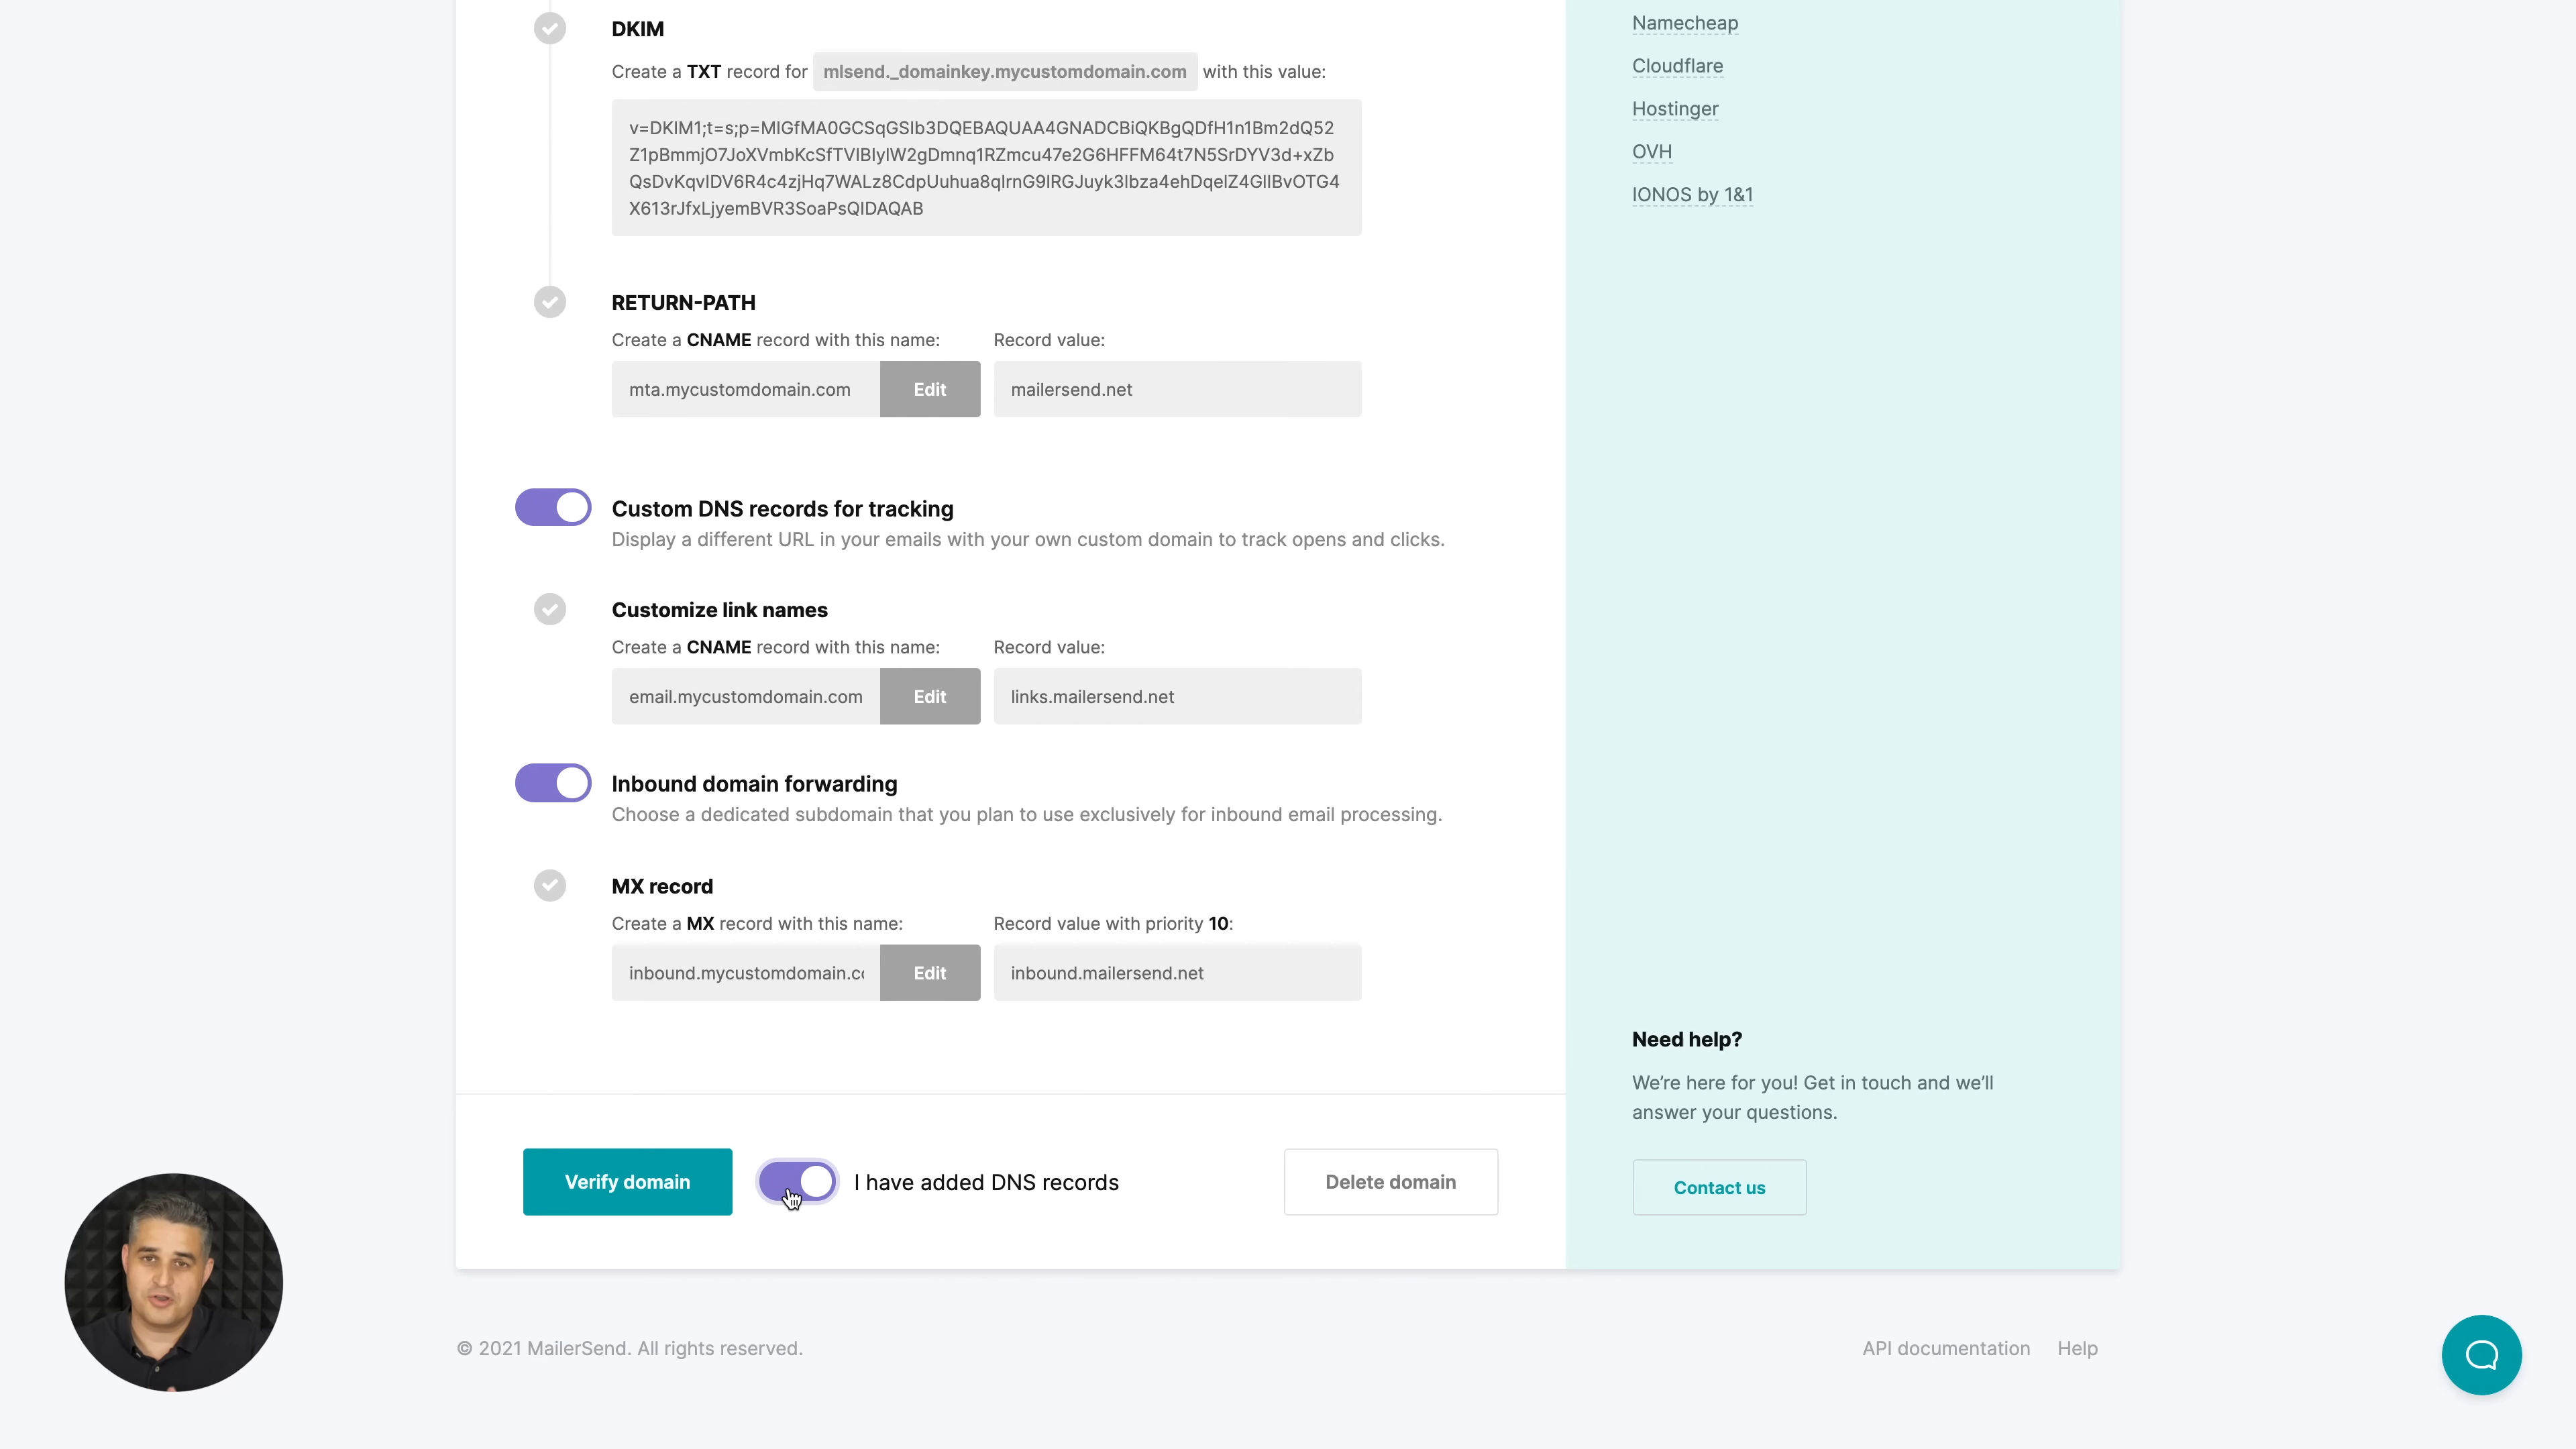 DKIM
Create a TXT record for mlsend._domainkey.mycustomdomain.com with this value:
v=DKIM1;t=s;p=MIGfMA0GCSqGSIb3DQEBAQUAA4GNADCBiQKBgQDfH1n1Bm2dQ52
Z1pBmmjO7JoXVmbKcSfTVIBIyIW2gDmnq1RZmcu47e2G6HFFM64t7N5SrDYV3d+xZb
QsDvKqvIDV6R4c4zjHq7WALz8CdpUuhua8qIrnG9IRGJuyk3Ibza4ehDqeIZ4GIIBvOTG4
X613rJfxLjyemBVR3SoaPsQIDAQAB
RETURN-PATH
Create a CNAME record with this name: Record value:
mta.mycustomdomain.com Edit mailersend.net
Custom DNS records for tracking
Display a different URL in your emails with your own custom domain to track opens and clicks.
Customize link names
Create a CNAME record with this name: Record value:
email.mycustomdomain.com Edit links.mailersend.net
Inbound domain forwarding
Choose a dedicated subdomain that you plan to use exclusively for inbound email processing.
MX record
Create a MX record with this name: Record value with priority 10:
inbound.mycustomdomain.co Edit inbound.mailersend.net
Verify domain I have added DNS records Delete domain
Namecheap
Cloudflare
Hostinger
OVH
IONOS by 1&1
Need help?
We're here for you! Get in touch and we'll
answer your questions.
Contact us
© 2021 MailerSend. All rights reserved. API documentation Help